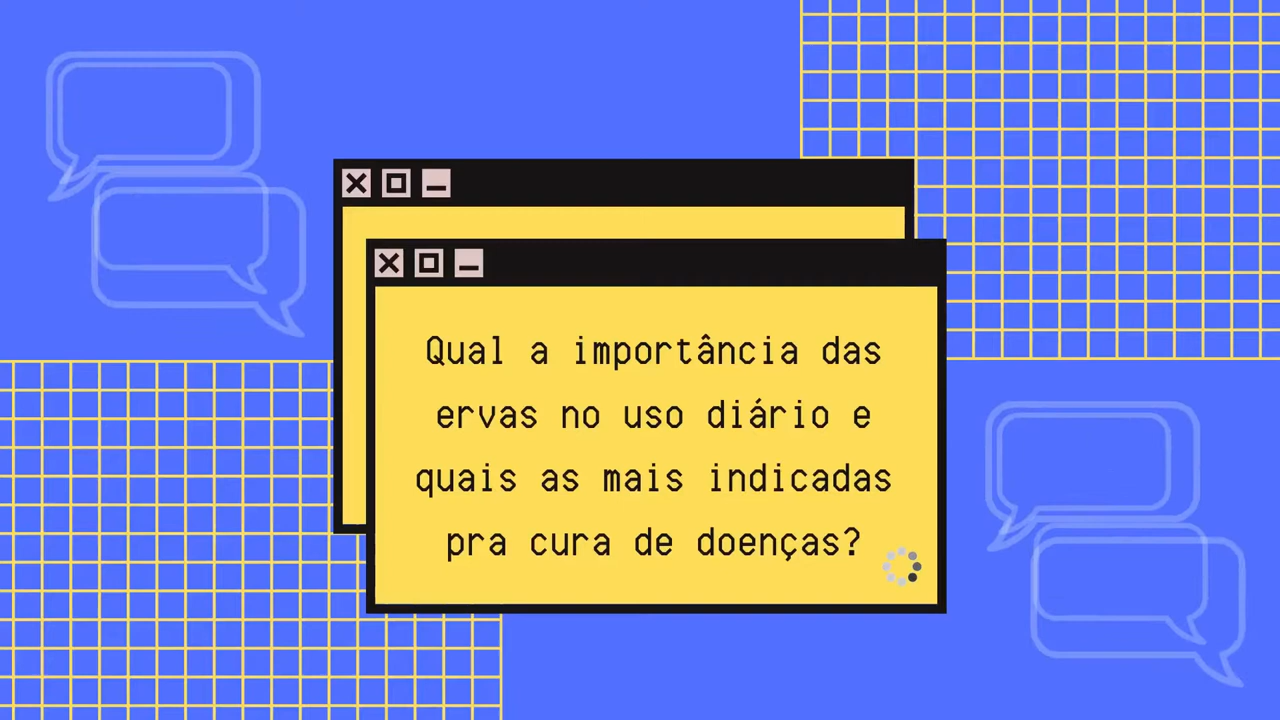 Qual a importância das
ervas no uso diário e
quais as mais indicadas
pra cura de doenças?